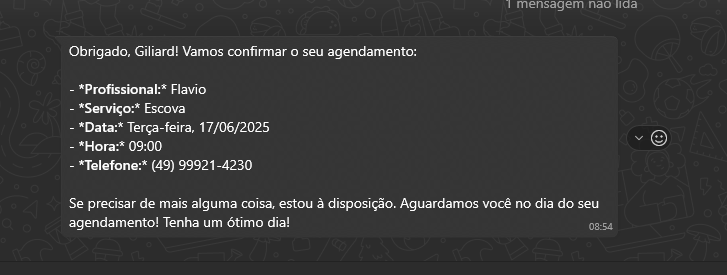 1 mensagem não lida
Obrigado, Giliard! Vamos confirmar o seu agendamento:
- *Profissional:* Flavio
- *Serviço:* Escova
- *Data:* Terça-feira, 17/06/2025
- *Hora:* 09:00
- *Telefone:* (49) 99921-4230
Se precisar de mais alguma coisa, estou à disposição. Aguardamos você no dia do seu
agendamento! Tenha um ótimo dia!
08:54